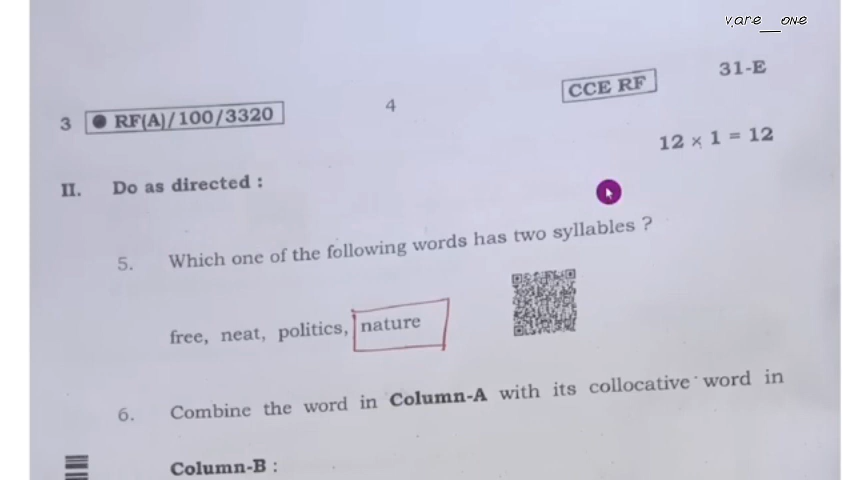 vare__one
31-E
CCE RF
4
3 RF(A)/100/3320
12 × 1 = 12
II. Do as directed :
5. Which one of the following words has two syllables ?
free, neat, politics, nature
6. Combine the word in Column-A with its collocative word in
Column-B :